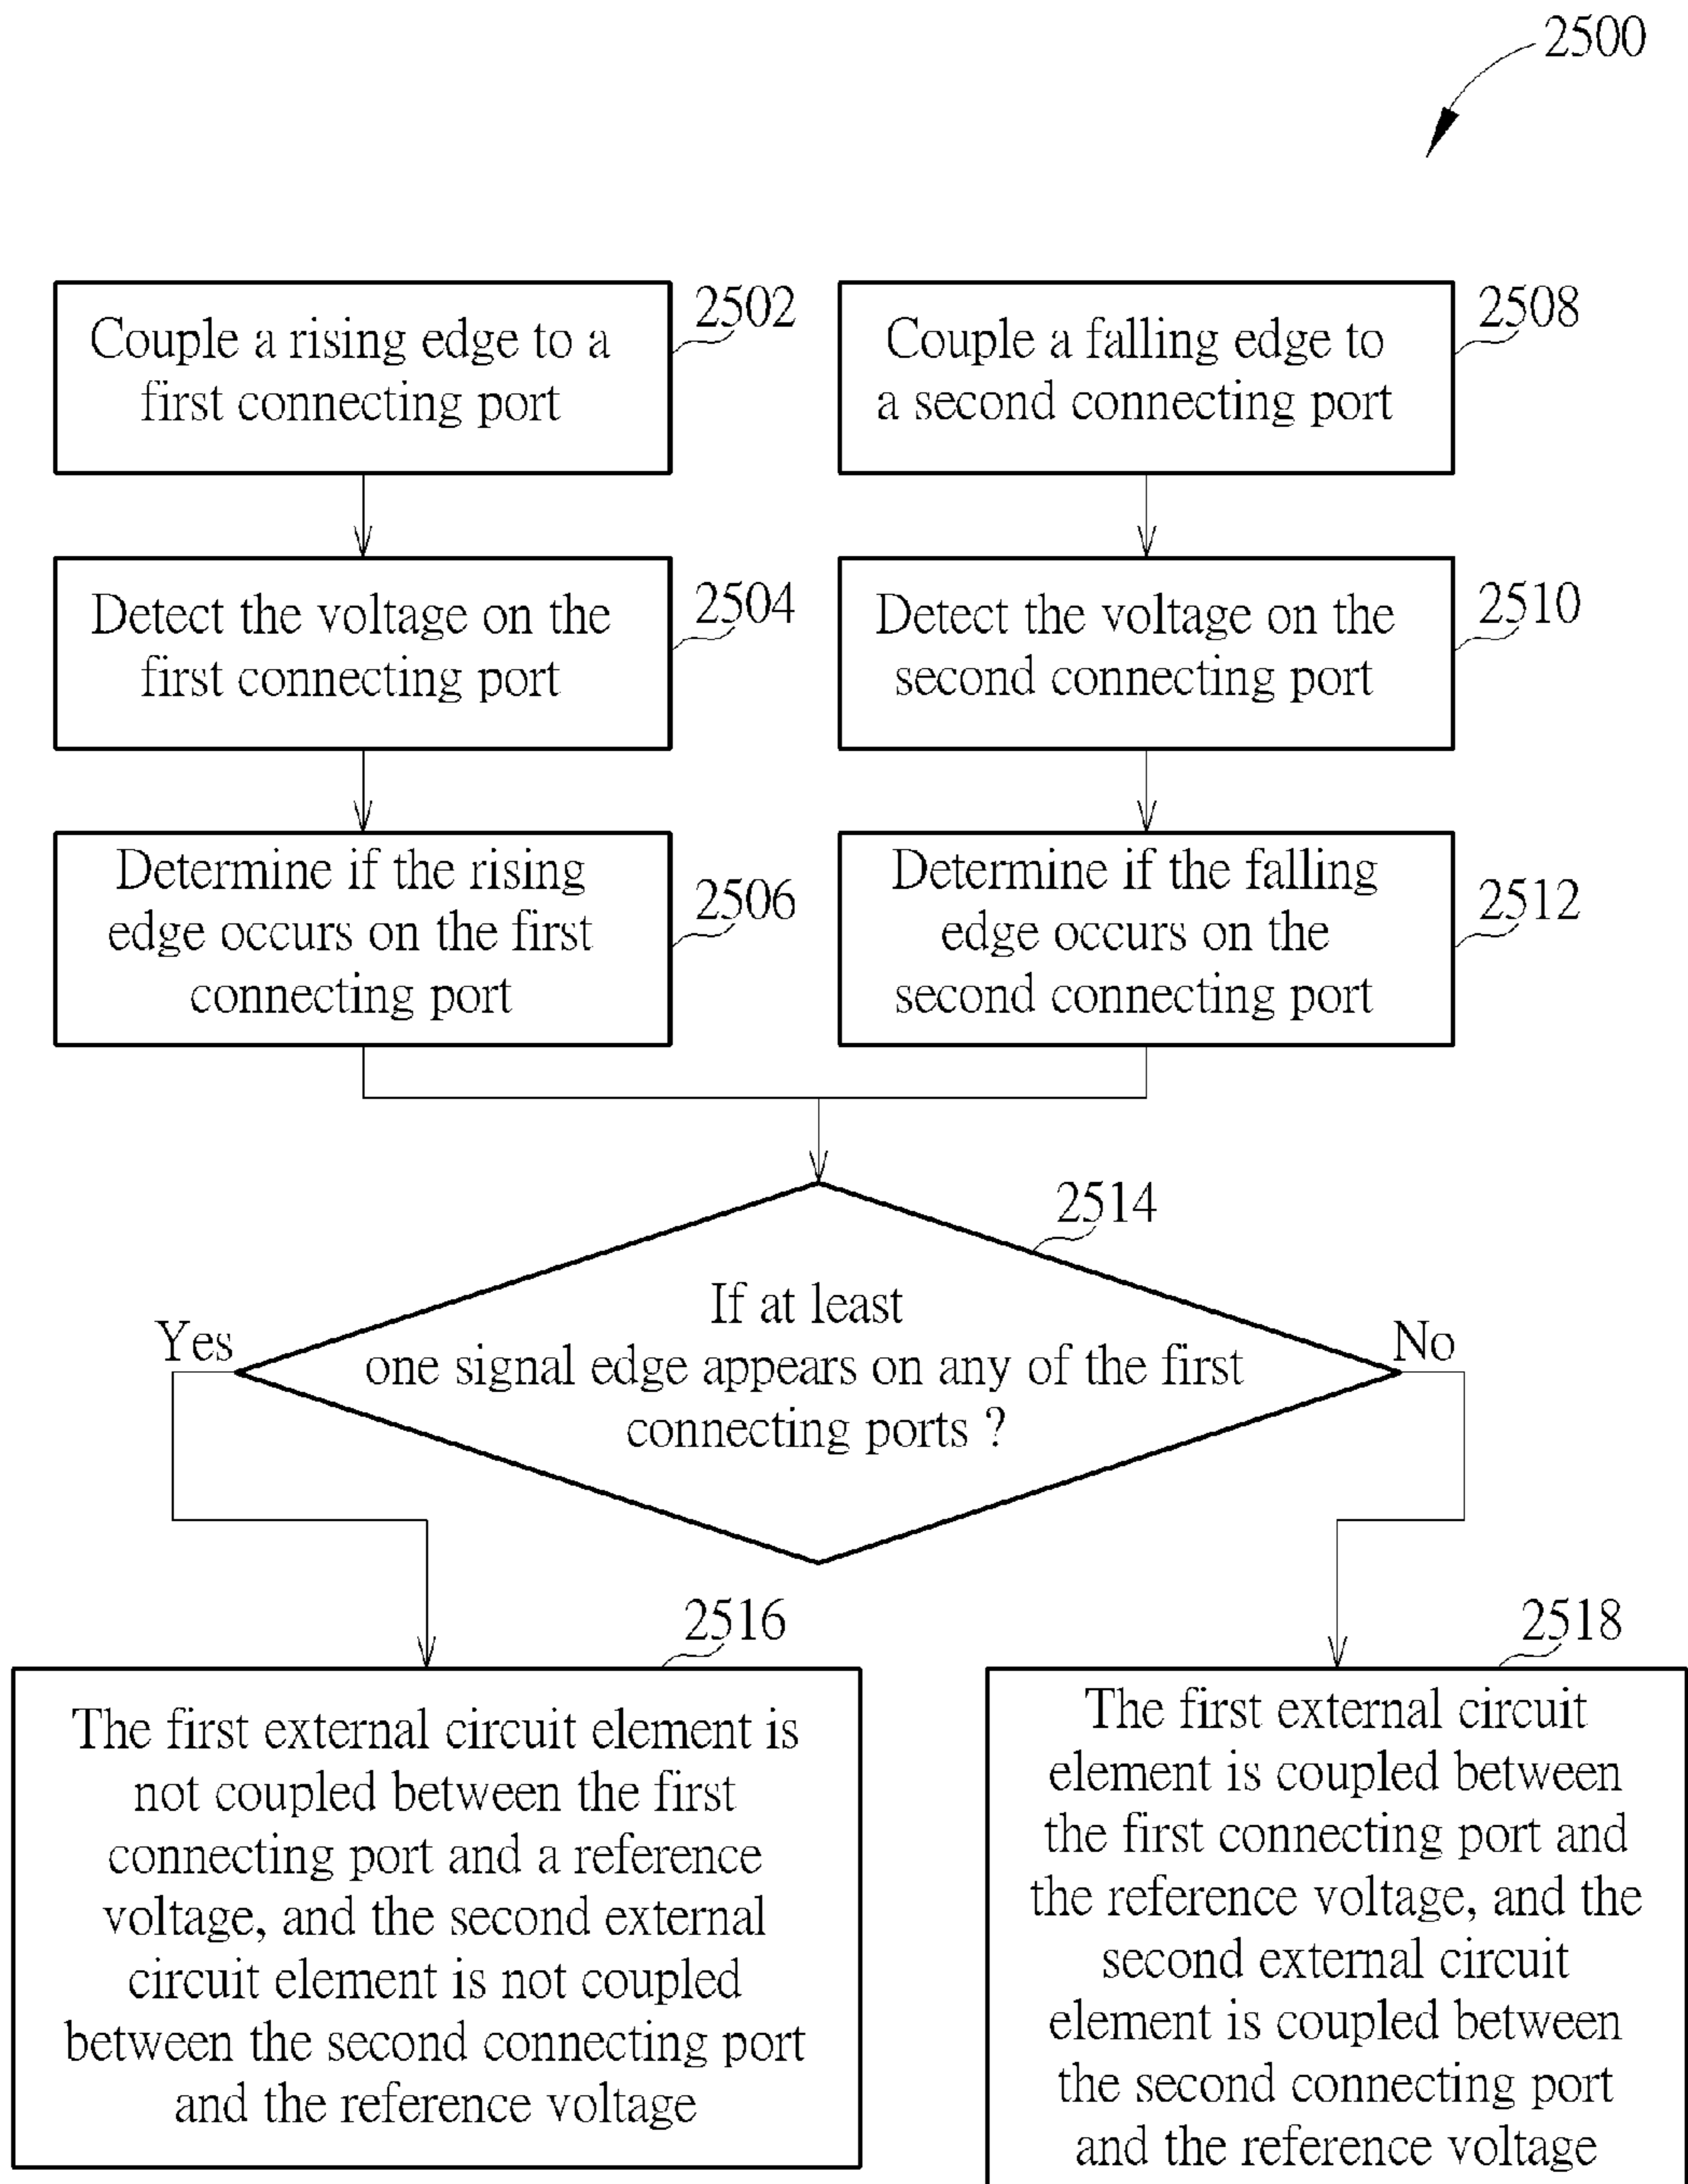 2500
2502
Couple a rising edge to a
first connecting port
2508
Couple a falling edge to
a second connecting port
2504
Detect the voltage on the
first connecting port
2510
Detect the voltage on the
second connecting port
2506
Determine if the rising
edge occurs on the first
connecting port
2512
Determine if the falling
edge occurs on the
second connecting port
2514
If at least
one signal edge appears on any of the first
connecting ports ?
Yes
No
2516
The first external circuit element is
not coupled between the first
connecting port and a reference
voltage, and the second external
circuit element is not coupled
between the second connecting port
and the reference voltage
2518
The first external circuit
element is coupled between
the first connecting port and
the reference voltage, and the
second external circuit
element is coupled between
the second connecting port
and the reference voltage